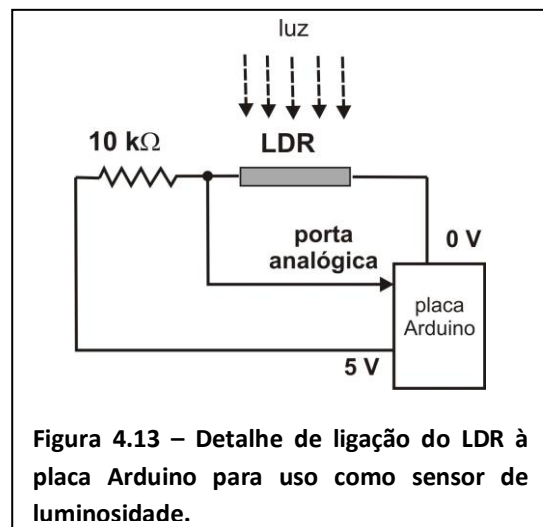 luz
10 kΩ
LDR
0 V
porta
analógica
placa
Arduino
5 V
Figura 4.13 – Detalhe de ligação do LDR à
placa Arduino para uso como sensor de
luminosidade.